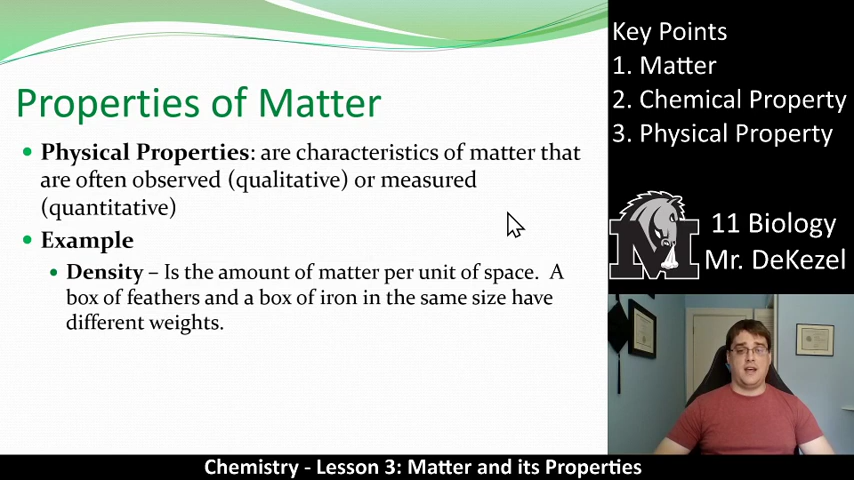 Properties of Matter
Physical Properties: are characteristics of matter that
are often observed (qualitative) or measured
(quantitative)
Example
Density – Is the amount of matter per unit of space. A
box of feathers and a box of iron in the same size have
different weights.
Key Points
1. Matter
2. Chemical Property
3. Physical Property
M
11 Biology
Mr. DeKezel
Chemistry - Lesson 3: Matter and its Properties